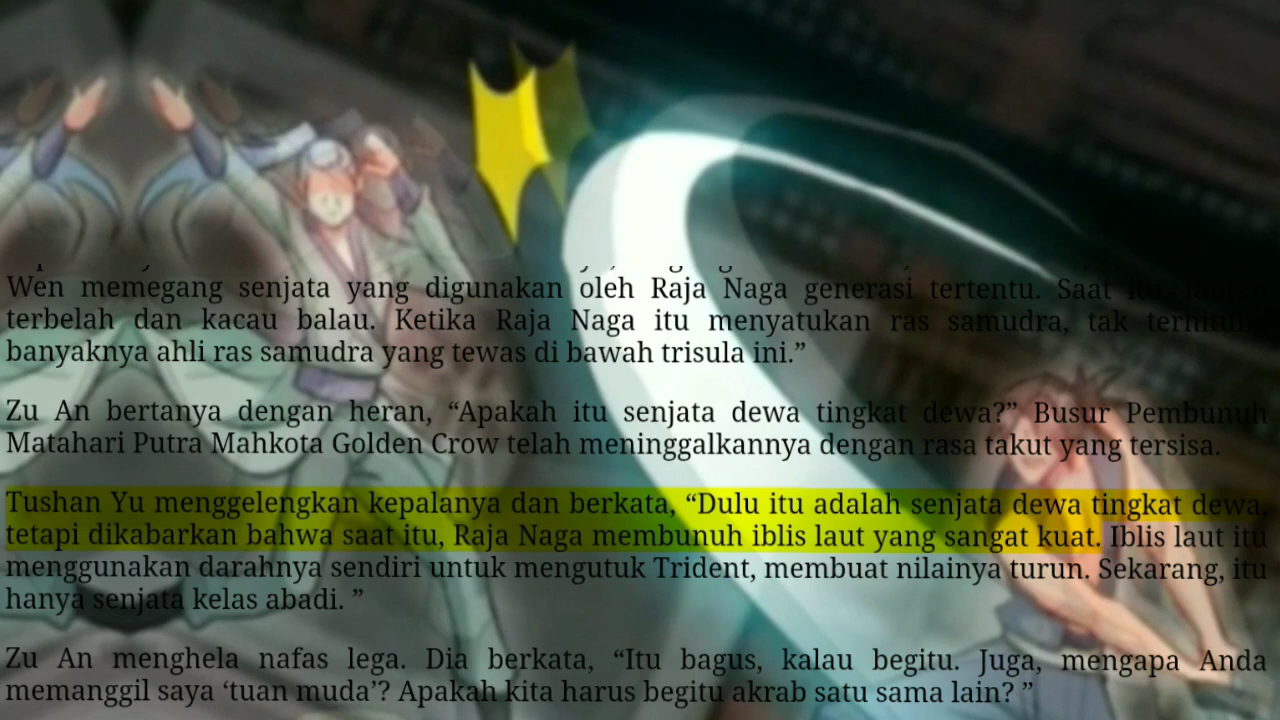 Wen memegang senjata yang digunakan oleh Raja Naga generasi tertentu. Saat itu, lautan
terbelah dan kacau balau. Ketika Raja Naga itu menyatukan ras samudra, tak terhitung
banyaknya ahli ras samudra yang tewas di bawah trisula ini.”
Zu An bertanya dengan heran, “Apakah itu senjata dewa tingkat dewa?” Busur Pembunuh
Matahari Putra Mahkota Golden Crow telah meninggalkannya dengan rasa takut yang tersisa.
Tushan Yu menggelengkan kepalanya dan berkata, “Dulu itu adalah senjata dewa tingkat dewa,
tetapi dikabarkan bahwa saat itu, Raja Naga membunuh iblis laut yang sangat kuat. Iblis laut itu
menggunakan darahnya sendiri untuk mengutuk Trident, membuat nilainya turun. Sekarang, itu
hanya senjata kelas abadi. ”
Zu An menghela nafas lega. Dia berkata, “Itu bagus, kalau begitu. Juga, mengapa Anda
memanggil saya ‘tuan muda’? Apakah kita harus begitu akrab satu sama lain? ”